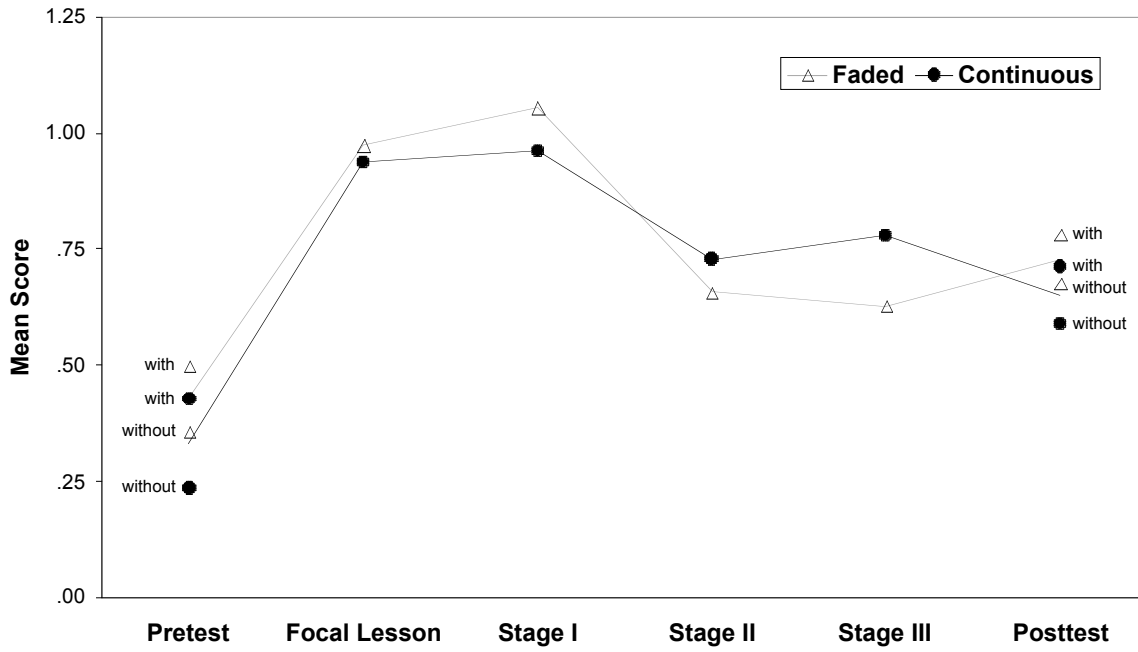 1.25
Faded Continuous
1.00
Mean Score
.75
with
with
without
without
.50
with
with
without
without
.25
.00
Pretest Focal Lesson Stage I Stage II Stage III Posttest